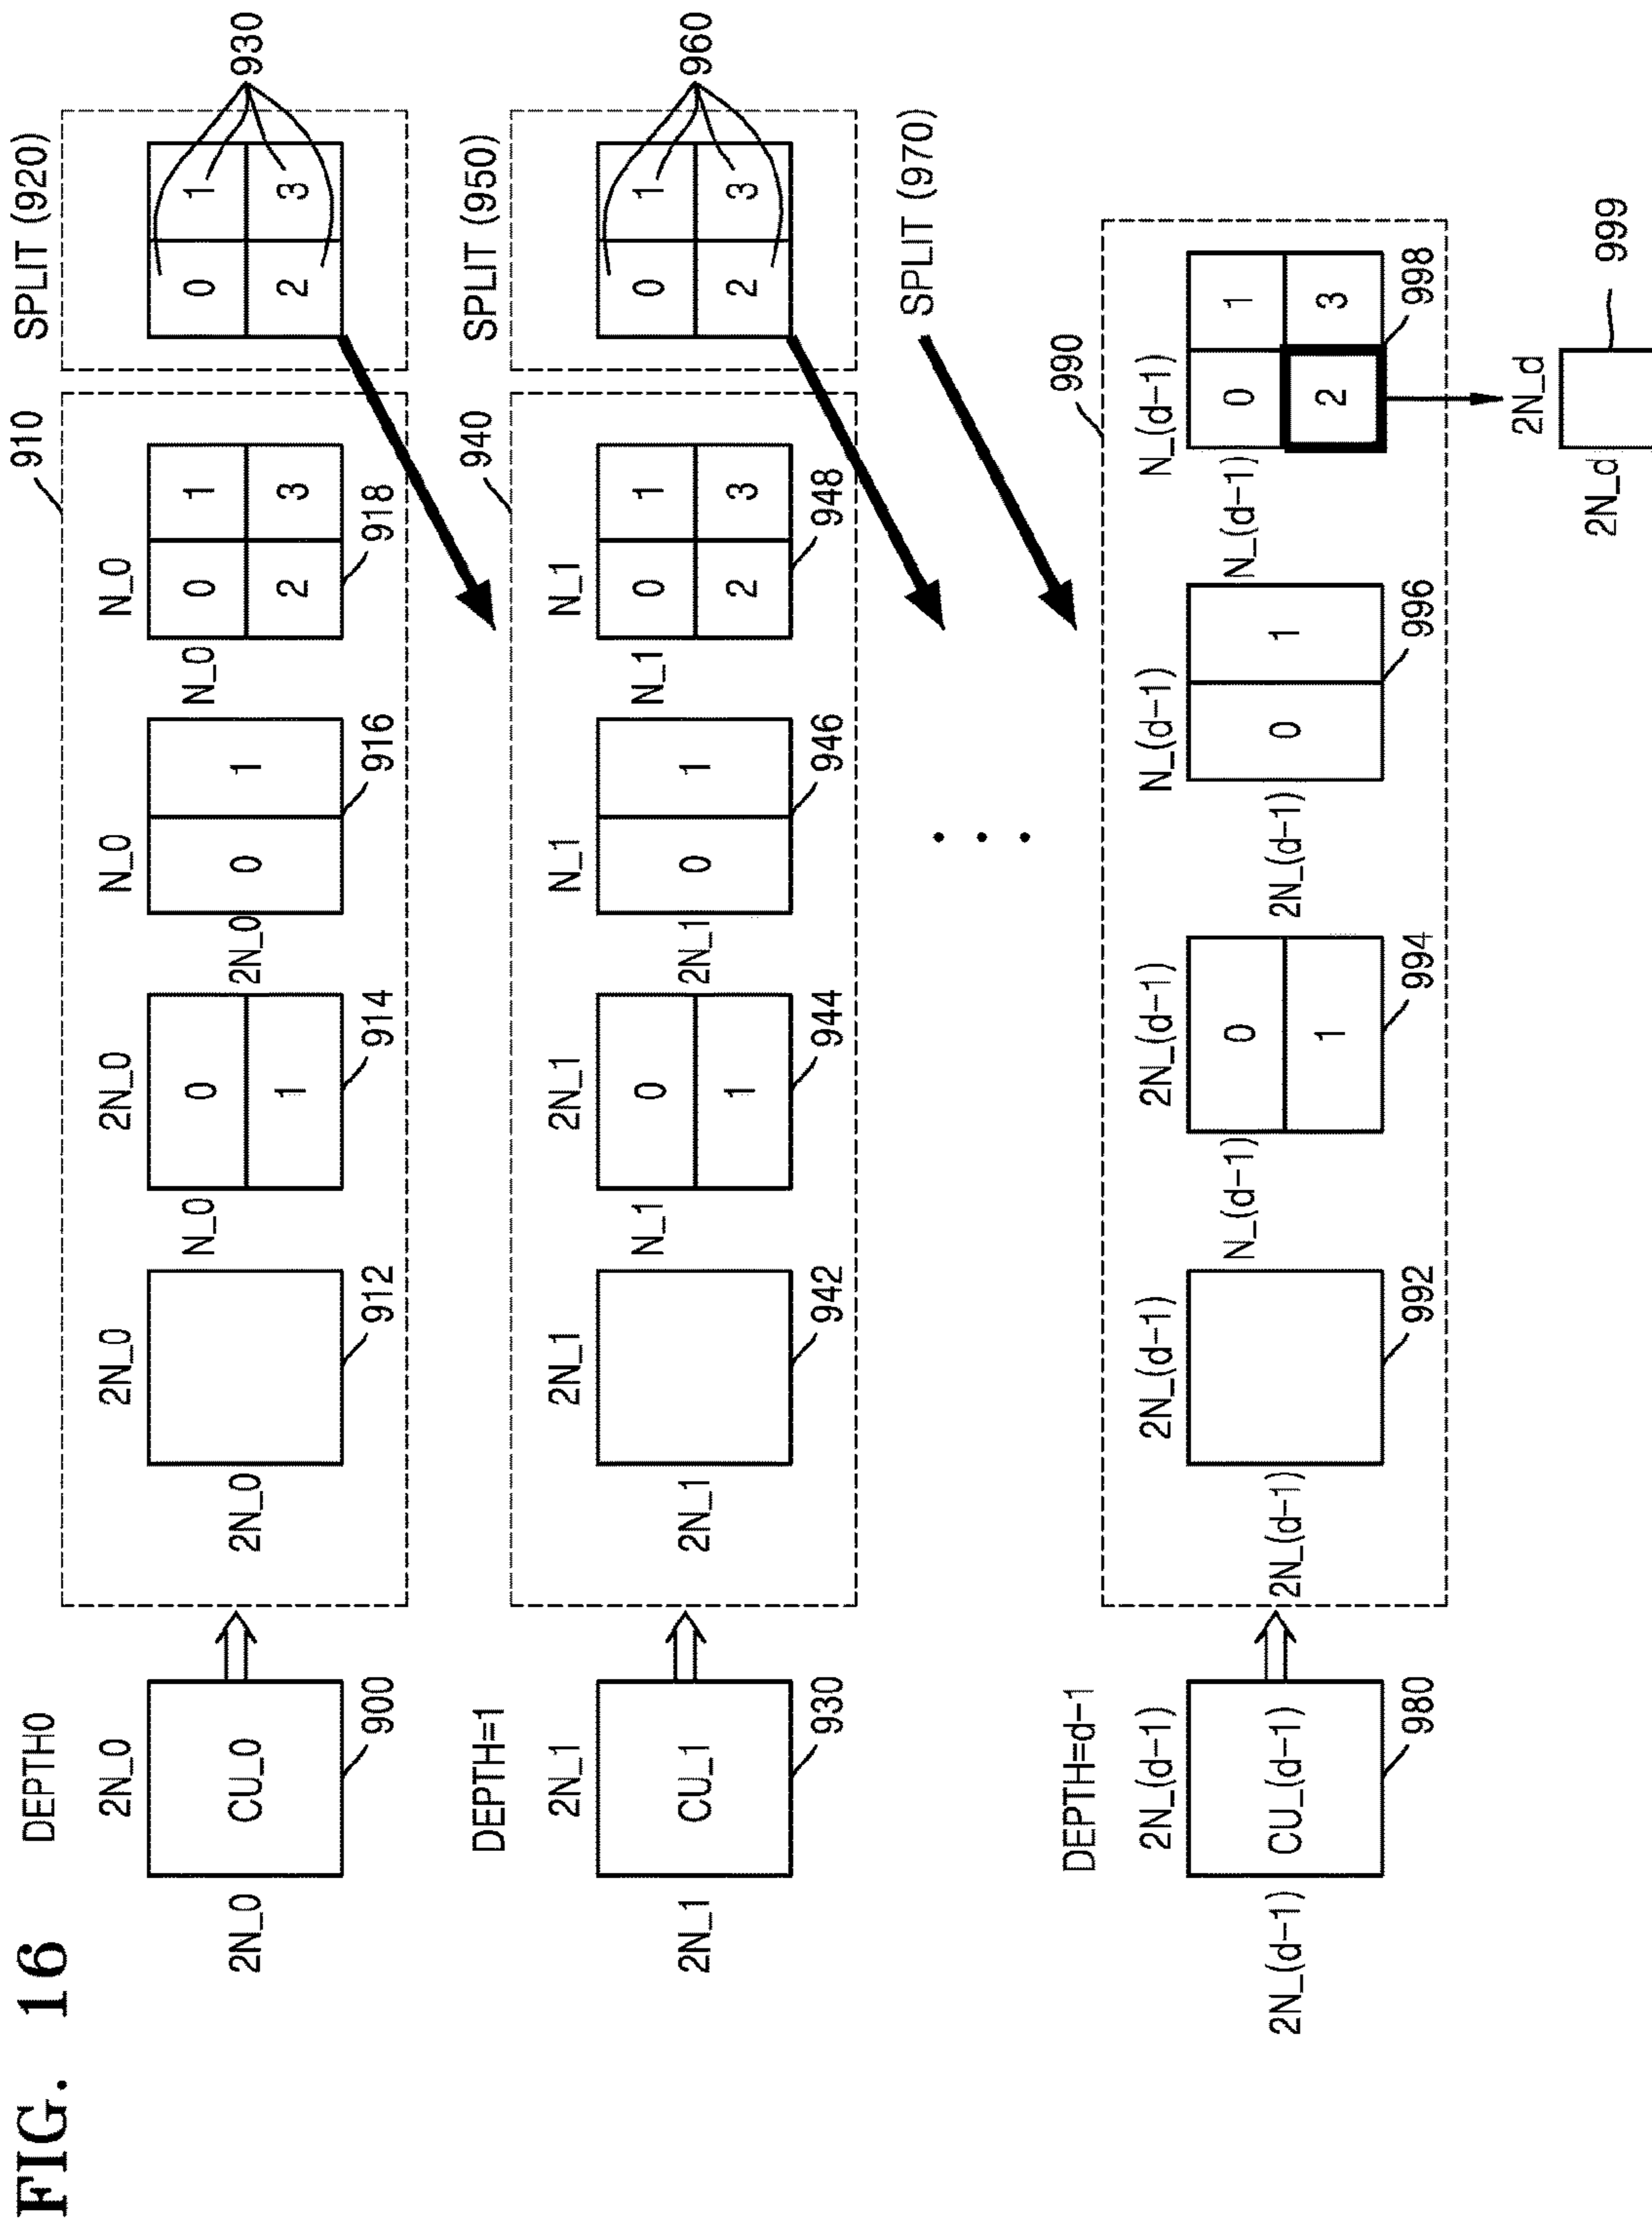 FIG. 16
DEPTH0
2N_0
2N_0
CU_0
900
910
2N_0
2N_0
912
2N_0
N_0
0
1
914
N_0
2N_0
0
1
916
N_0
N_0
0
1
2
3
918
SPLIT (920)
0
1
2
3
930
DEPTH=1
2N_1
2N_1
CU_1
930
940
2N_1
2N_1
942
2N_1
N_1
0
1
944
N_1
2N_1
0
1
946
N_1
N_1
0
1
2
3
948
SPLIT (950)
0
1
2
3
960
SPLIT (970)
DEPTH=d-1
2N_(d-1)
2N_(d-1)
CU_(d-1)
980
990
2N_(d-1)
2N_(d-1)
992
2N_(d-1)
N_(d-1)
0
1
994
N_(d-1)
2N_(d-1)
0
1
996
N_(d-1)
N_(d-1)
0
1
2
3
998
2N_d
2N_d
999